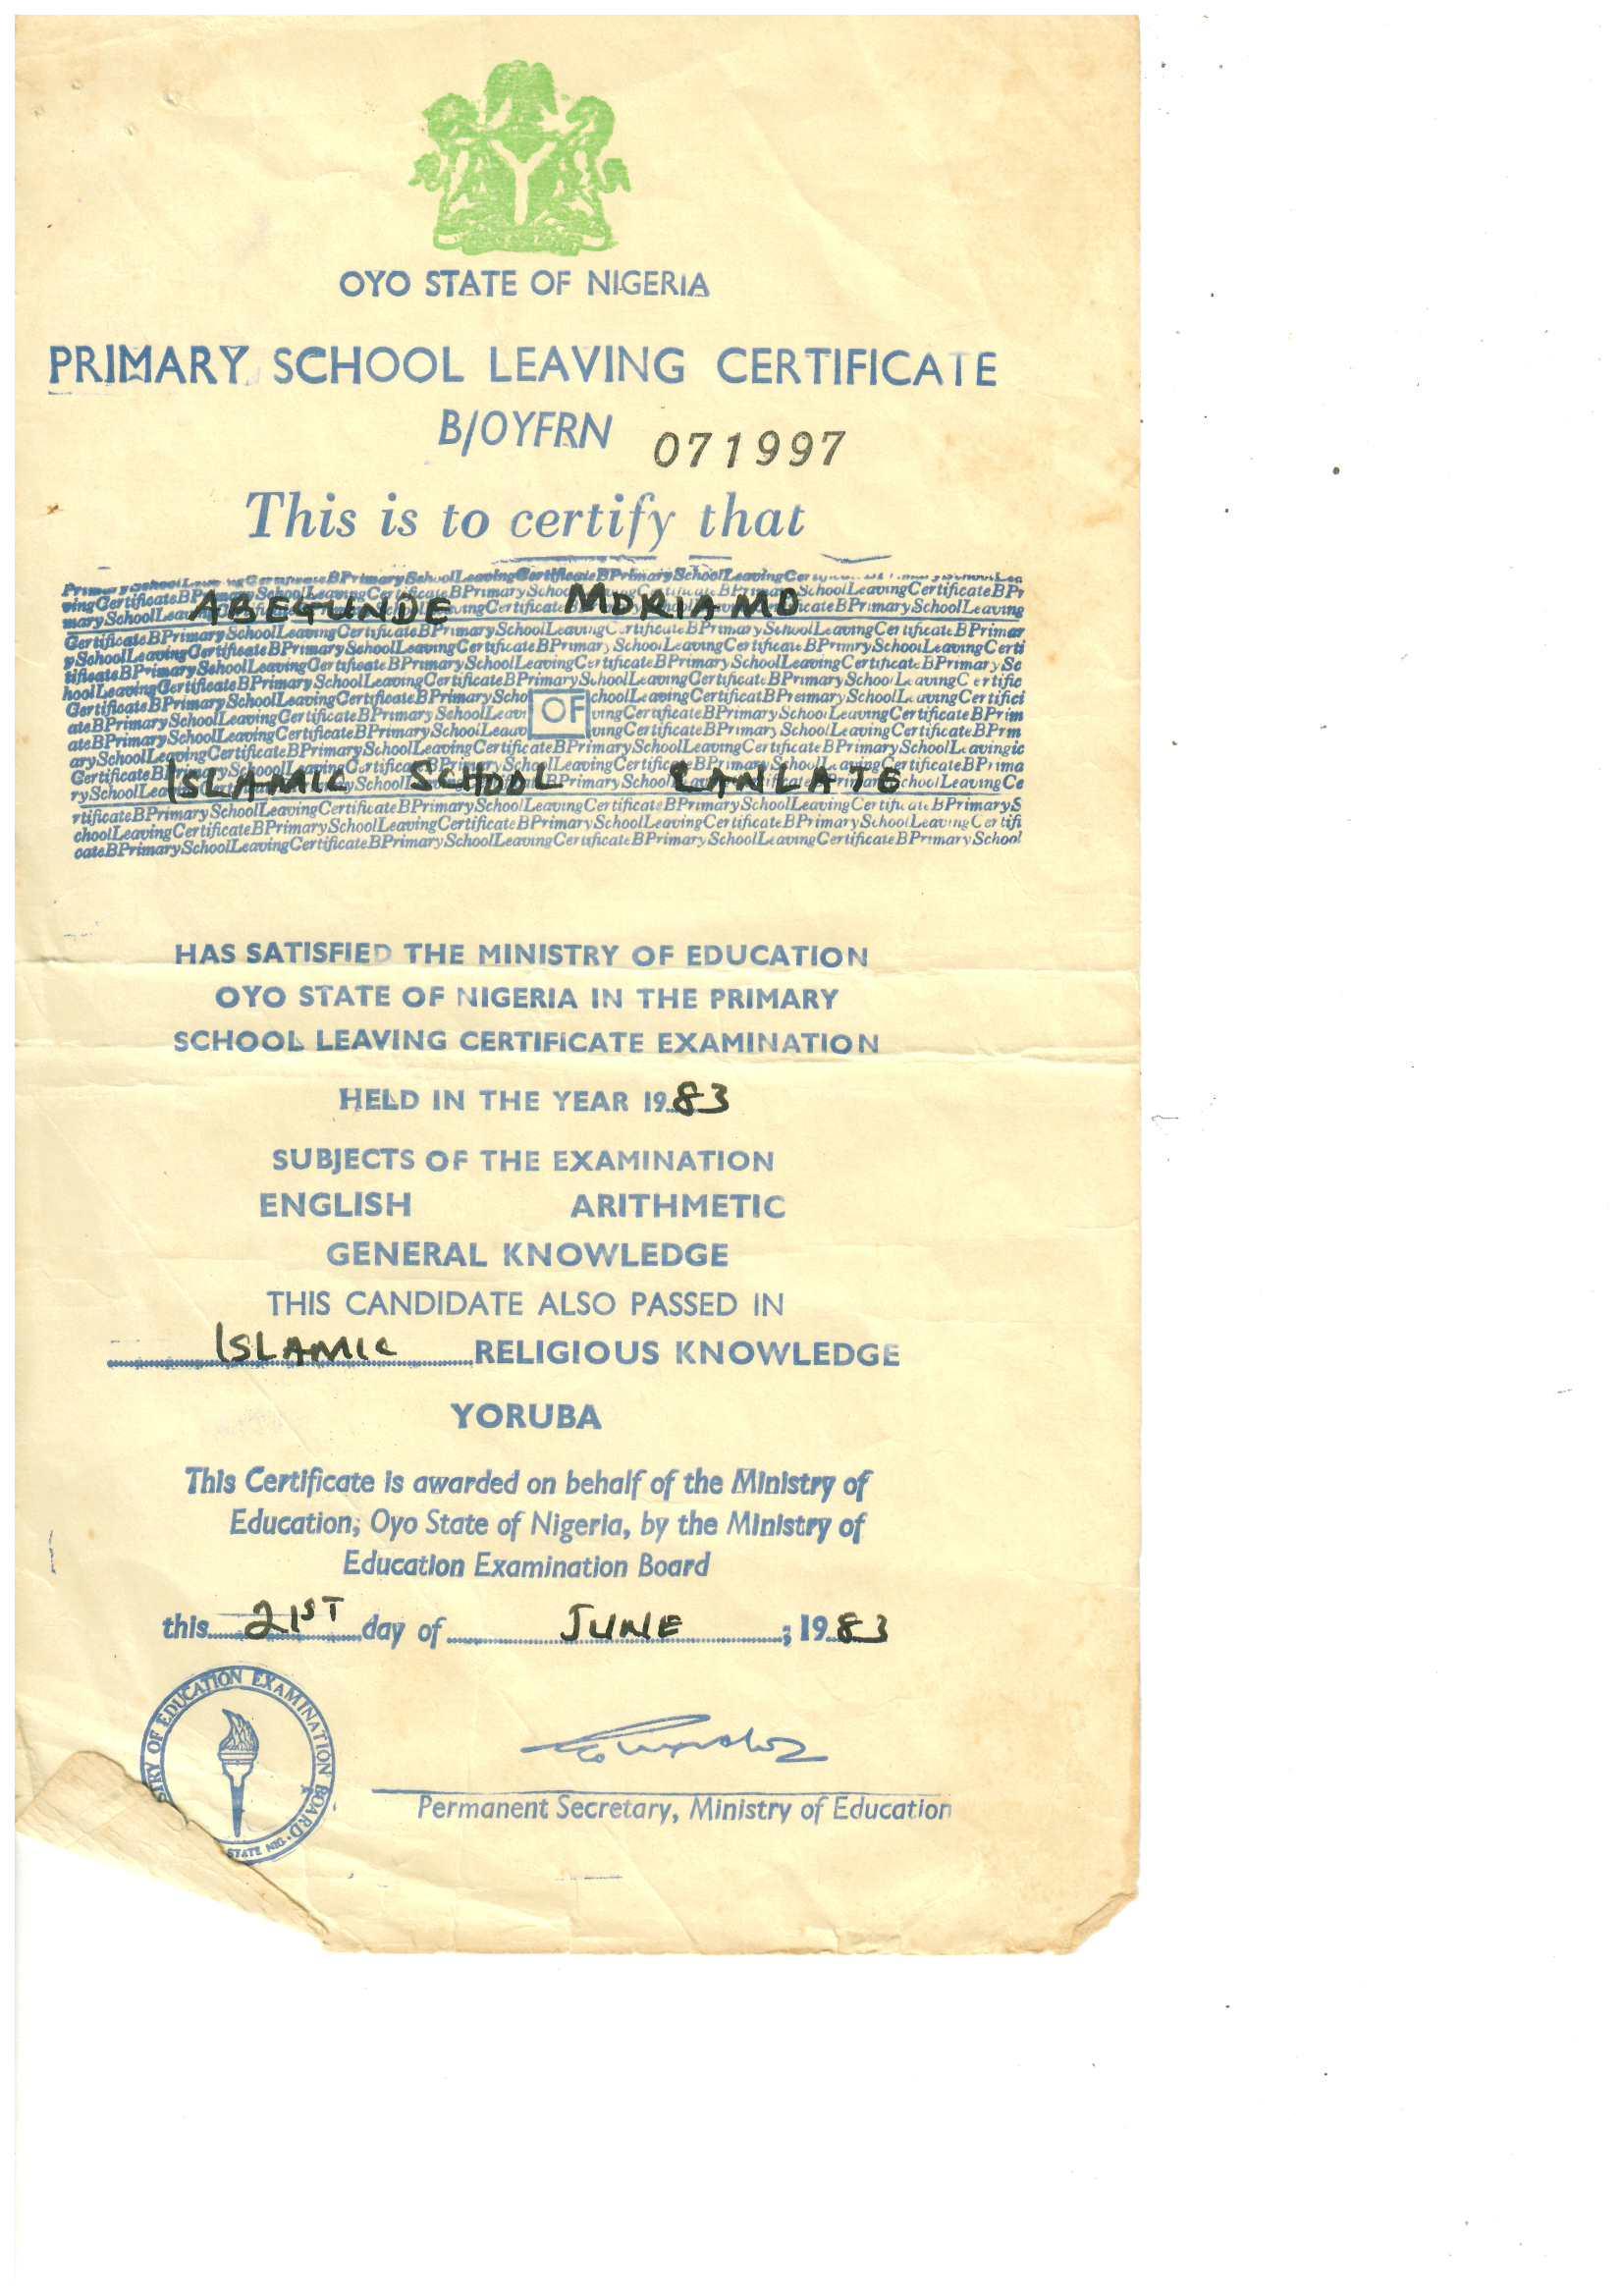 OYO STATE OF NIGERIA
PRIMARY SCHOOL LEAVING CERTIFICATE
B/OYFRN 071997
This is to certify that
ABEGUNDE MORIAMO
OF
ISLAMIC SCHOOL LANLATE
HAS SATISFIED THE MINISTRY OF EDUCATION
OYO STATE OF NIGERIA IN THE PRIMARY
SCHOOL LEAVING CERTIFICATE EXAMINATION
HELD IN THE YEAR 1983
SUBJECTS OF THE EXAMINATION
ENGLISH ARITHMETIC
GENERAL KNOWLEDGE
THIS CANDIDATE ALSO PASSED IN
ISLAMIC RELIGIOUS KNOWLEDGE
YORUBA
This Certificate is awarded on behalf of the Ministry of
Education, Oyo State of Nigeria, by the Ministry of
Education Examination Board
this 21ST day of JUNE ; 1983
OF EDUCATION EXAMINATION BOARD
STATE NIG.
Permanent Secretary, Ministry of Education